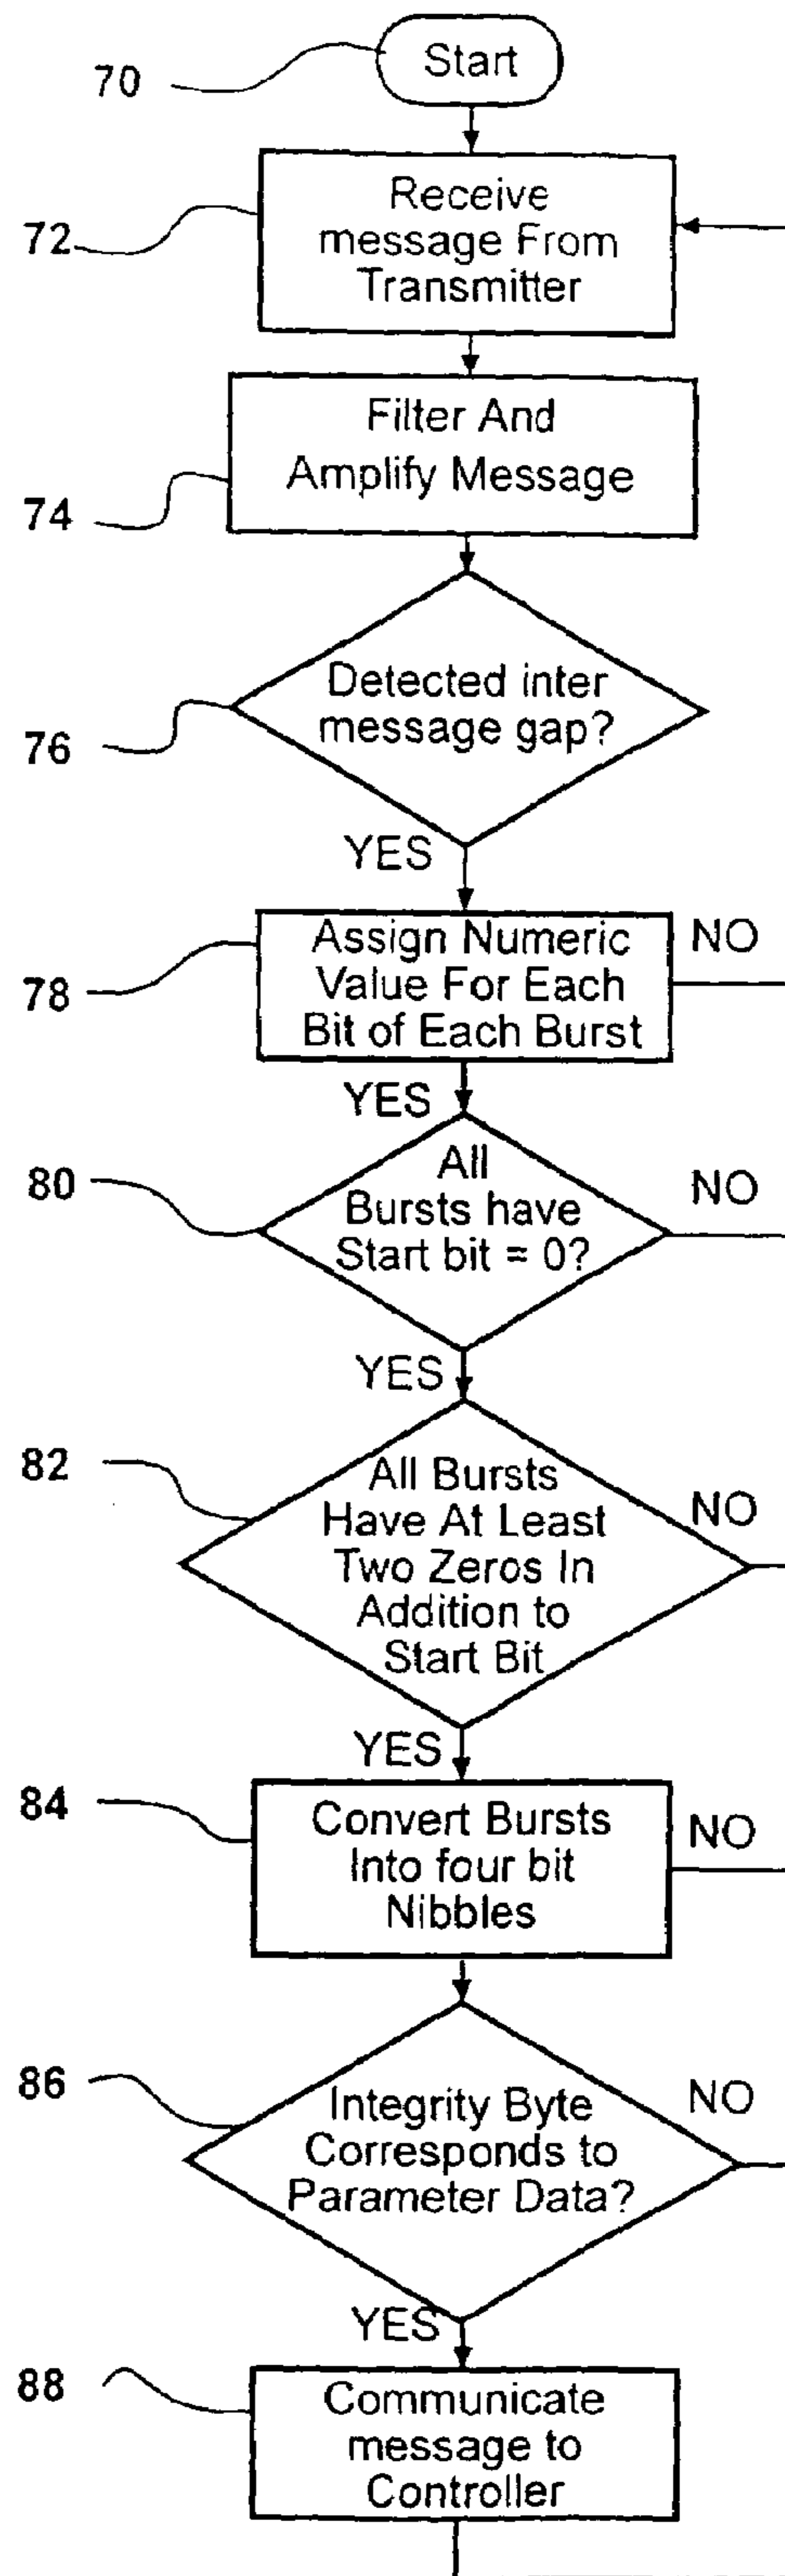 70
Start
72
Receive
message From
Transmitter
74
Filter And
Amplify Message
76
Detected inter
message gap?
YES
78
Assign Numeric
Value For Each
Bit of Each Burst
NO
YES
80
All
Bursts have
Start bit = 0?
NO
YES
82
All Bursts
Have At Least
Two Zeros In
Addition to
Start Bit
NO
YES
84
Convert Bursts
Into four bit
Nibbles
NO
86
Integrity Byte
Corresponds to
Parameter Data?
NO
YES
88
Communicate
message to
Controller